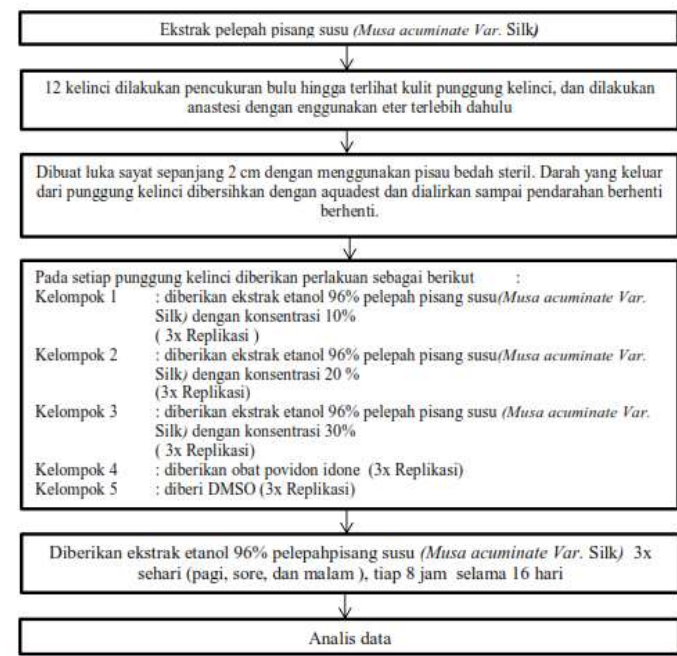 Ekstrak pelepah pisang susu (Musa acuminate Var. Silk)
12 kelinci dilakukan pencukuran bulu hingga terlihat kulit punggung kelinci, dan dilakukan
anastesi dengan enggunakan eter terlebih dahulu
Dibuat luka sayat sepanjang 2 cm dengan menggunakan pisau bedah steril. Darah yang keluar
dari punggung kelinci dibersihkan dengan aquadest dan dialirkan sampai pendarahan berhenti
berhenti.
Pada setiap punggung kelinci diberikan perlakuan sebagai berikut :
Kelompok 1 : diberikan ekstrak etanol 96% pelepah pisang susu(Musa acuminate Var.
Silk) dengan konsentrasi 10%
( 3x Replikasi )
Kelompok 2 : diberikan ekstrak etanol 96% pelepah pisang susu(Musa acuminate Var.
Silk) dengan konsentrasi 20 %
(3x Replikasi)
Kelompok 3 : diberikan ekstrak etanol 96% pelepah pisang susu (Musa acuminate Var.
Silk) dengan konsentrasi 30%
( 3x Replikasi)
Kelompok 4 : diberikan obat povidon idone (3x Replikasi)
Kelompok 5 : diberi DMSO (3x Replikasi)
Diberikan ekstrak etanol 96% pelepahpisang susu (Musa acuminate Var. Silk) 3x
sehari (pagi, sore, dan malam ), tiap 8 jam selama 16 hari
Analis data